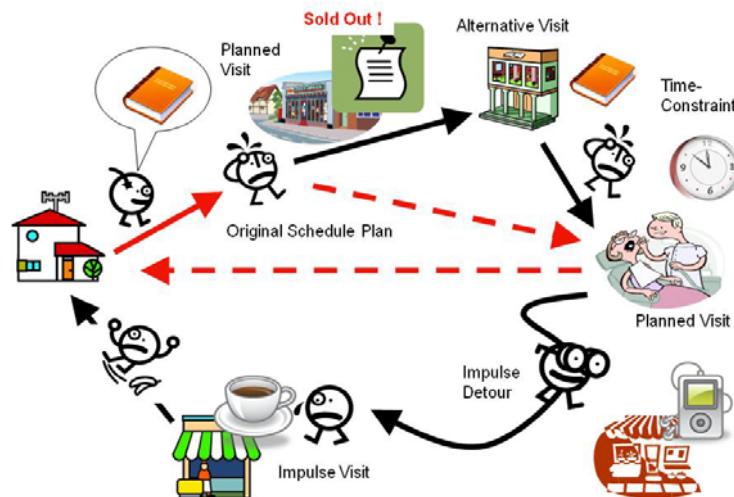 Sold Out !
Planned
Visit
Alternative Visit
Time-
Constraint
Original Schedule Plan
Planned Visit
Impulse
Detour
Impulse Visit